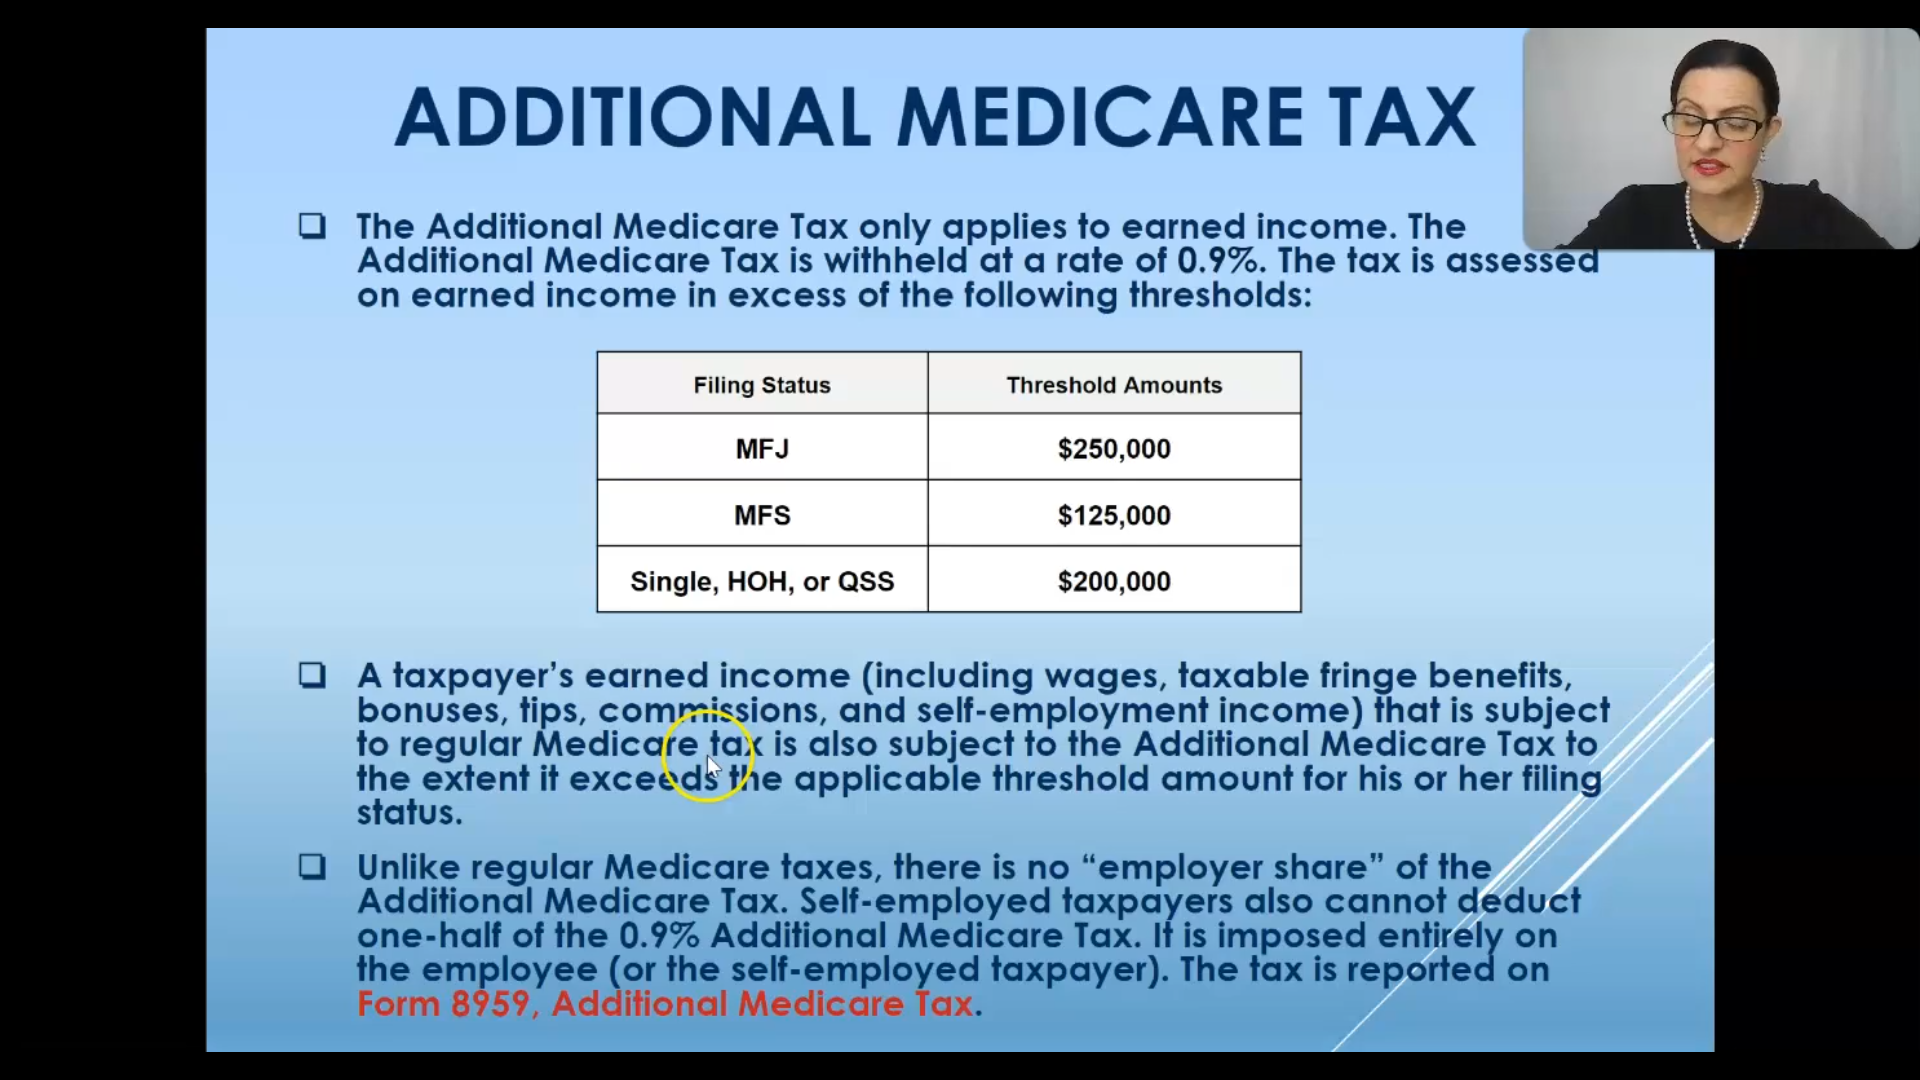 ADDITIONAL MEDICARE TAX
The Additional Medicare Tax only applies to earned income. The
Additional Medicare Tax is withheld at a rate of 0.9%. The tax is assessed
on earned income in excess of the following thresholds:
Filing Status Threshold Amounts
MFJ $250,000
MFS $125,000
Single, HOH, or QSS $200,000
A taxpayer’s earned income (including wages, taxable fringe benefits,
bonuses, tips, commissions, and self-employment income) that is subject
to regular Medicare tax is also subject to the Additional Medicare Tax to
the extent it exceeds the applicable threshold amount for his or her filing
status.
Unlike regular Medicare taxes, there is no “employer share” of the
Additional Medicare Tax. Self-employed taxpayers also cannot deduct
one-half of the 0.9% Additional Medicare Tax. It is imposed entirely on
the employee (or the self-employed taxpayer). The tax is reported on
Form 8959, Additional Medicare Tax.